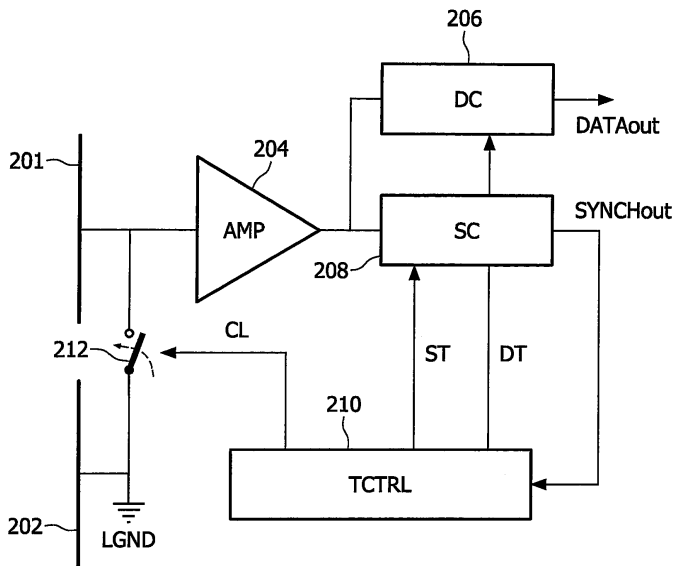 206
DC
DATAout
201
204
AMP
SYNCHout
SC
208
212
CL
ST
DT
210
TCTRL
202
LGND